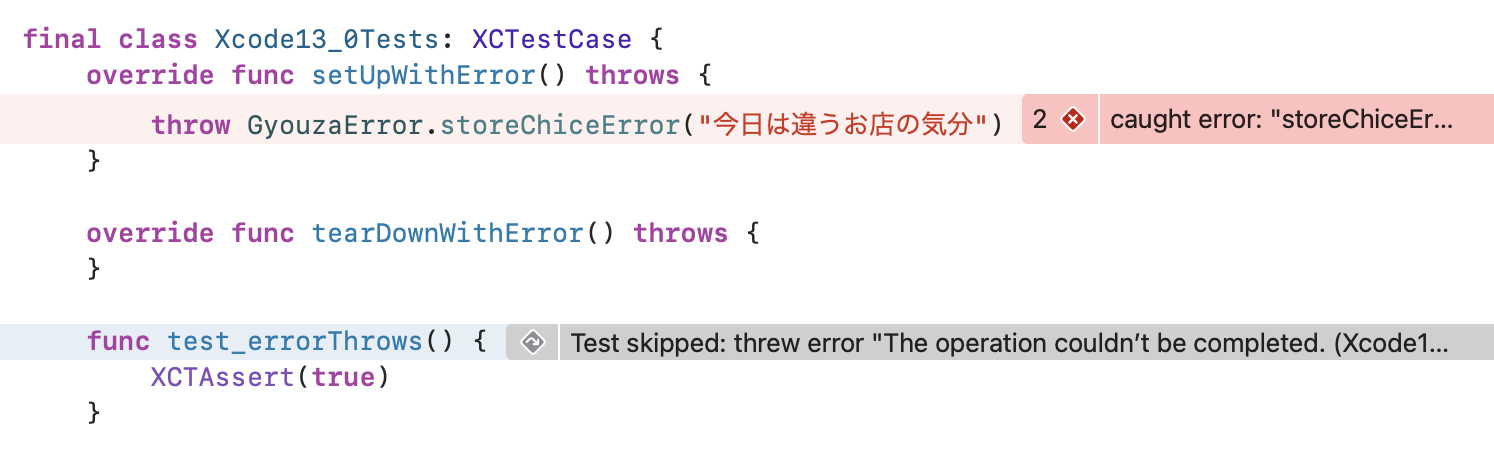 final class Xcode13_0Tests: XCTestCase {
override func setUpWithError() throws {
throw GyouzaError.storeChiceError("今日は違うお店の気分") 2 caught error: "storeChiceEr...
}
override func tearDownWithError() throws {
}
func test_errorThrows() { Test skipped: threw error "The operation couldn’t be completed. (Xcode1...
XCTAssert(true)
}